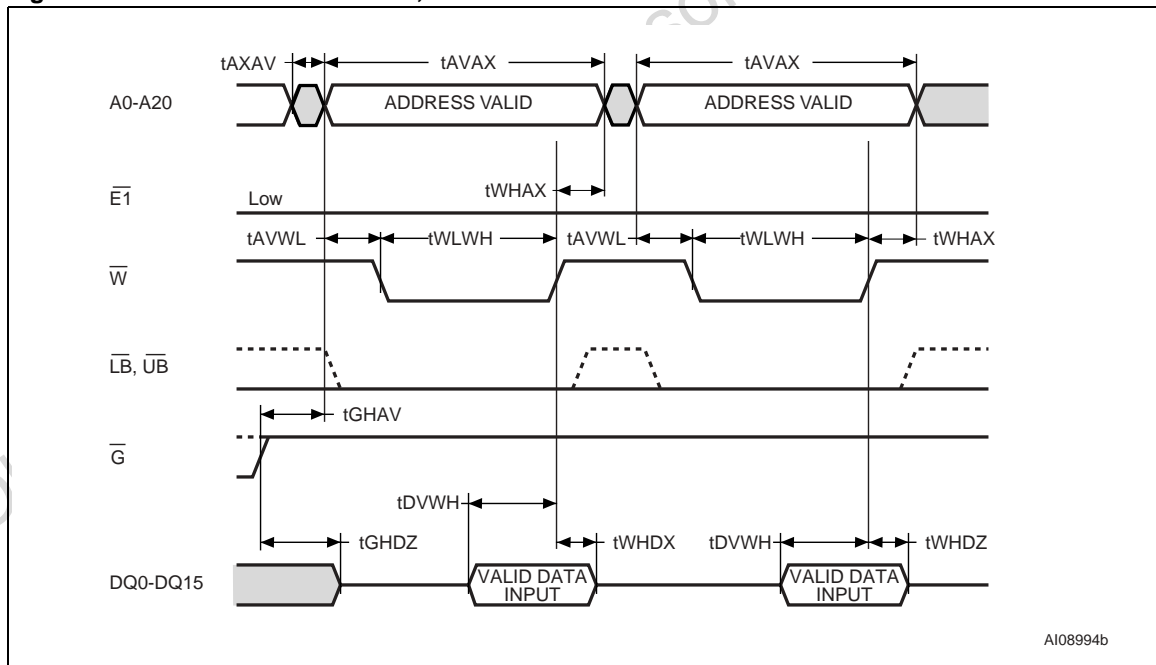 tAXAV
tAVAX
tAVAX
A0-A20
ADDRESS VALID
ADDRESS VALID
E1
Low
tWHAX
tAVWL
tWLWH
tAVWL
tWLWH
tWHAX
W
LB, UB
tGHAV
G
tDVWH
tGHDZ
tWHDX
tDVWH
tWHDZ
DQ0-DQ15
VALID DATA
INPUT
VALID DATA
INPUT
AI08994b